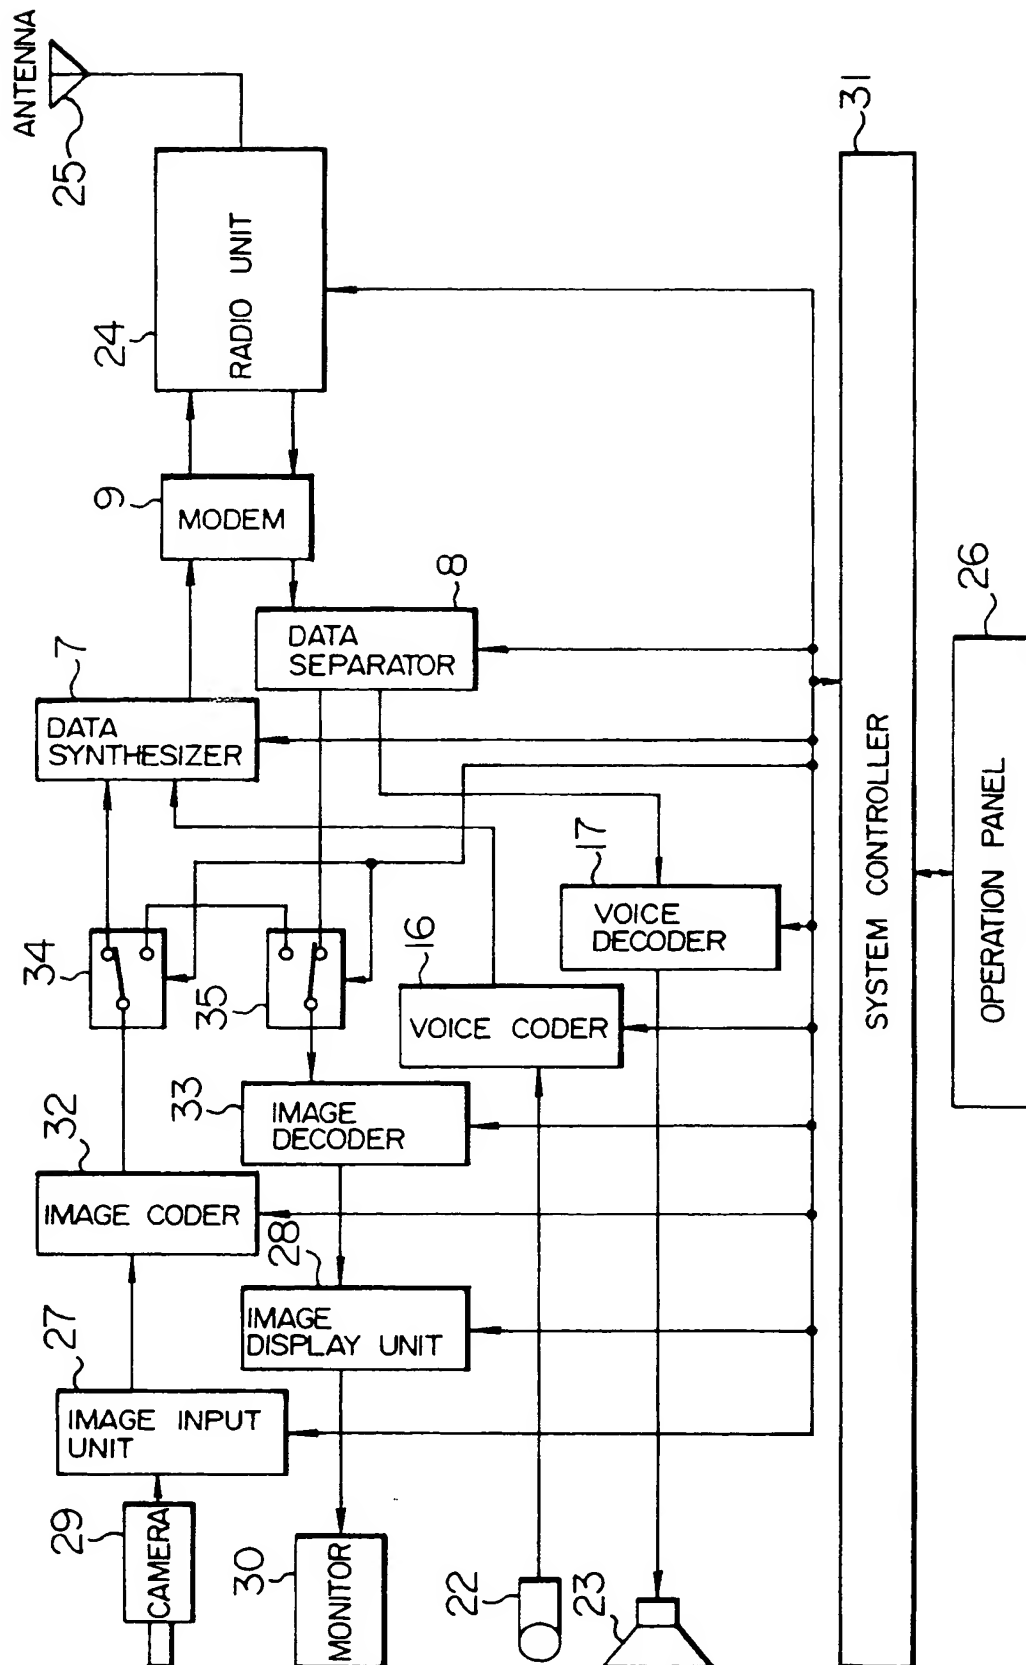 ANTENNA
25
RADIO UNIT
24
9
MODEM
8
DATA
SEPARATOR
7
DATA
SYNTHESIZER
34
35
16
VOICE CODER
17
VOICE
DECODER
32
IMAGE CODER
33
IMAGE
DECODER
28
IMAGE
DISPLAY UNIT
27
IMAGE INPUT
UNIT
29
CAMERA
30
MONITOR
22
23
31
SYSTEM CONTROLLER
26
OPERATION PANEL